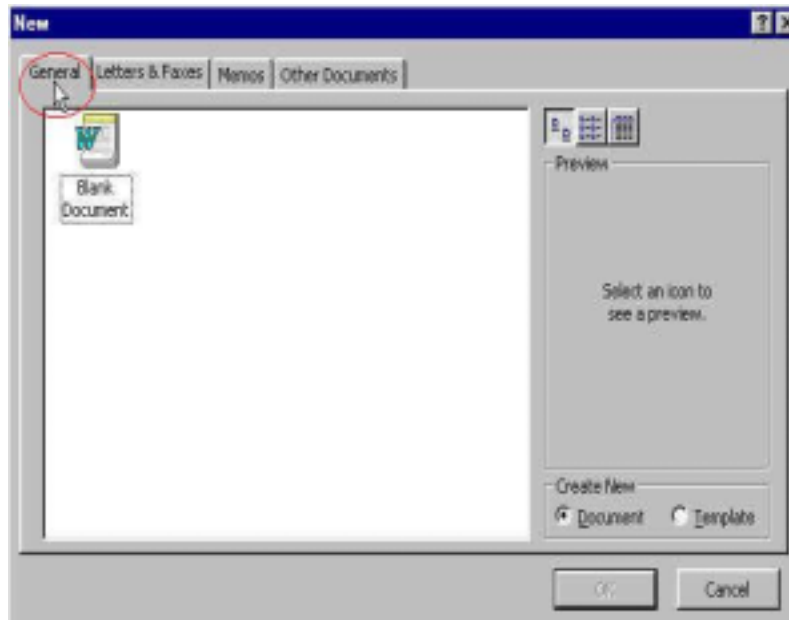 New
General
Letters & Faxes
Memos
Other Documents
Blank
Document
Preview
Select an icon to
see a preview.
Create New
Document
Template
OK
Cancel